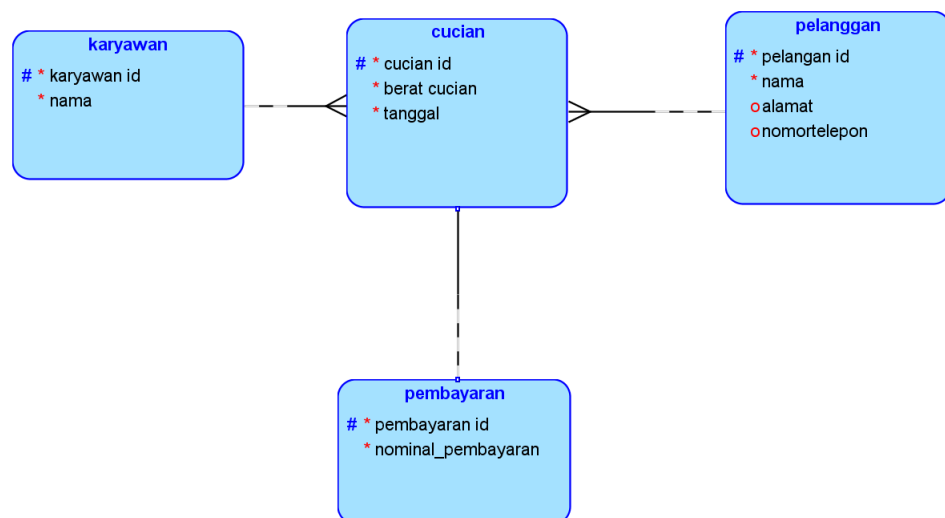 karyawan
# * karyawan id
* nama
cucian
# * cucian id
* berat cucian
* tanggal
pelanggan
# * pelangan id
* nama
o alamat
o nomortelepon
pembayaran
# * pembayaran id
* nominal_pembayaran